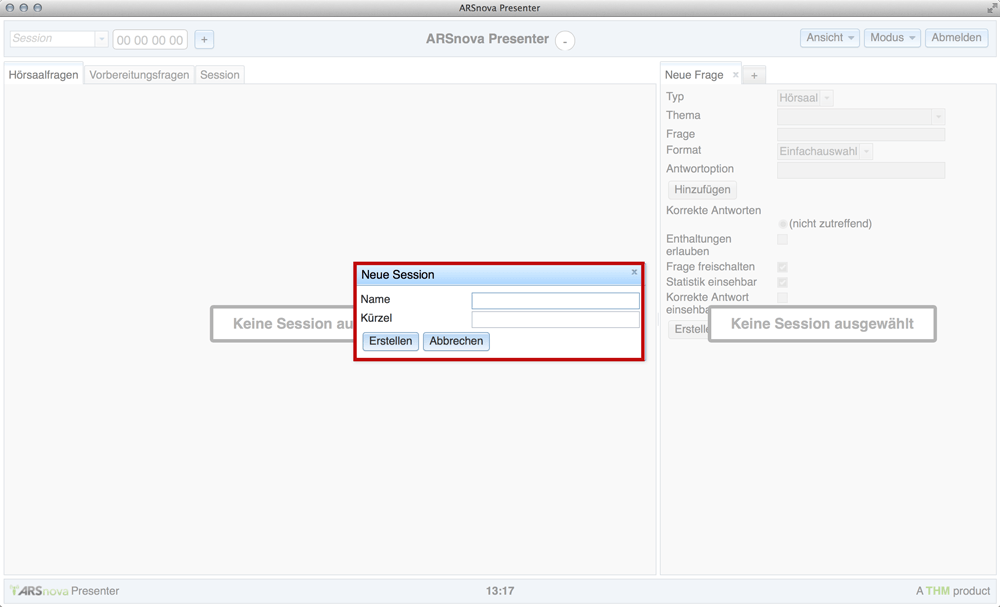 ARSnova Presenter
Session
00 00 00 00
+
ARSnova Presenter
-
Ansicht
Modus
Abmelden
Hörsaalfragen
Vorbereitungsfragen
Session
Neue Frage x
+
Typ
Hörsaal
Thema
Frage
Format
Einfachauswahl
Antwortoption
Hinzufügen
Korrekte Antworten
(nicht zutreffend)
Enthaltungen
erlauben
Frage freischalten
Statistik einsehbar
Korrekte Antwort
einsehba
Erstelle
Keine Session ausgewählt
Keine Session au
Neue Session x
Name
Kürzel
Erstellen
Abbrechen
ARSnova Presenter
13:17
A THM product